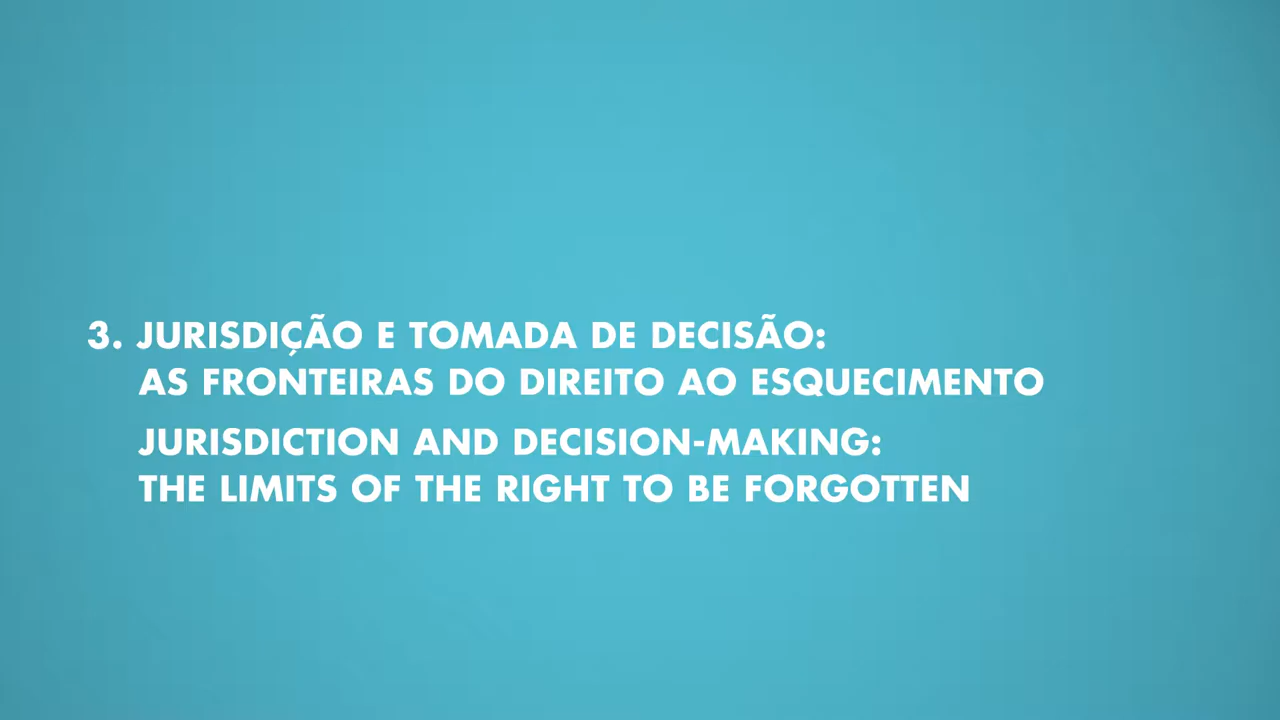 3. JURISDIÇÃO E TOMADA DE DECISÃO:
AS FRONTEIRAS DO DIREITO AO ESQUECIMENTO
JURISDICTION AND DECISION-MAKING:
THE LIMITS OF THE RIGHT TO BE FORGOTTEN